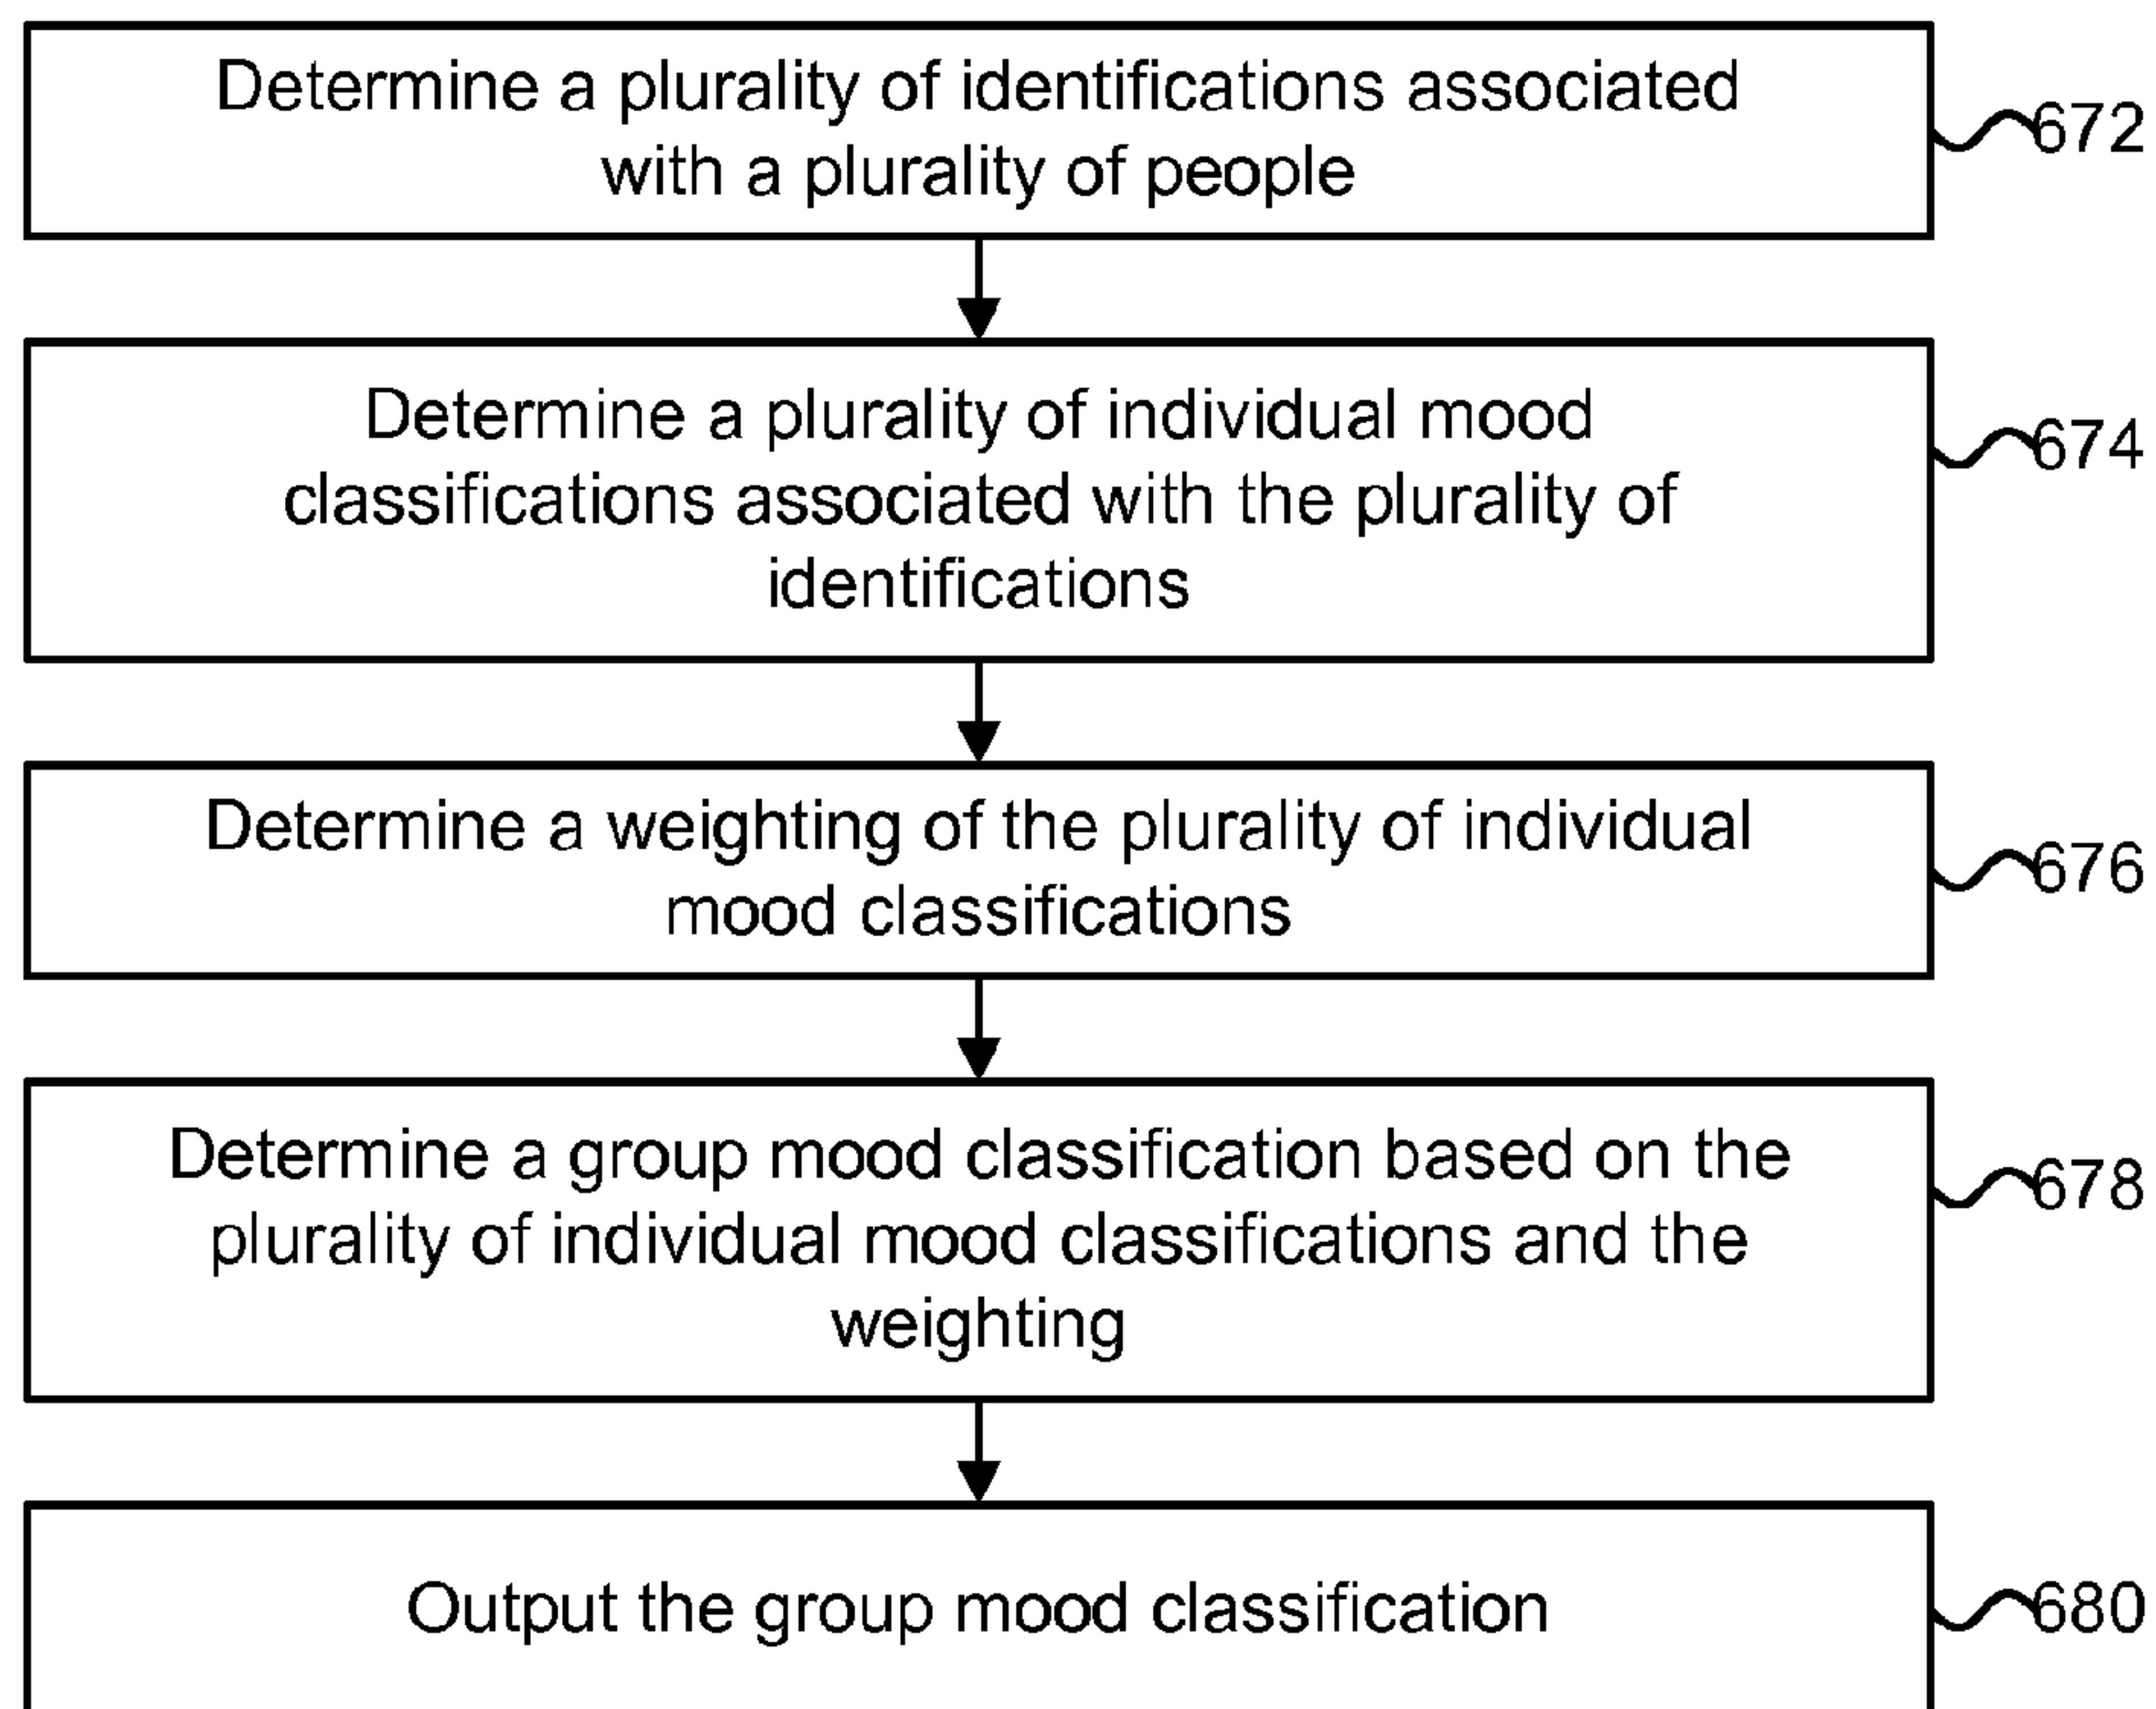 Determine a plurality of identifications associated
with a plurality of people
672
Determine a plurality of individual mood
classifications associated with the plurality of
identifications
674
Determine a weighting of the plurality of individual
mood classifications
676
Determine a group mood classification based on the
plurality of individual mood classifications and the
weighting
678
Output the group mood classification
680